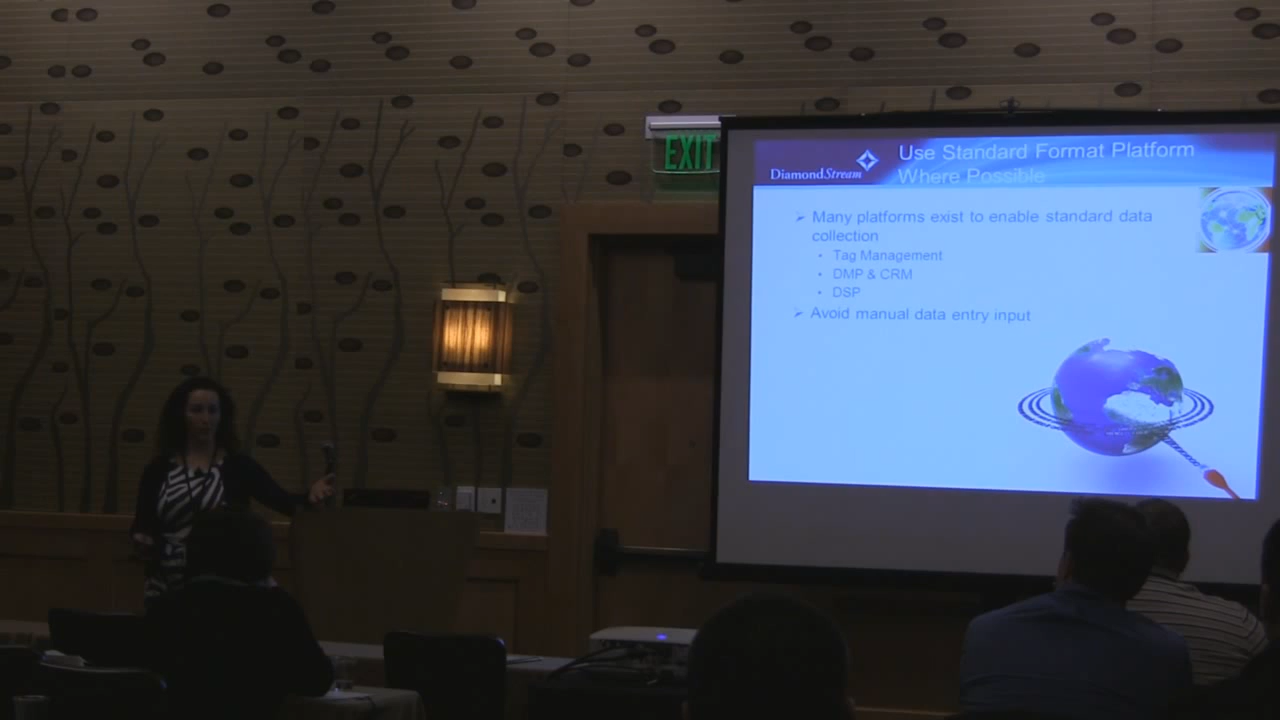 EXIT
DiamondStream
Use Standard Format Platform
Where Possible
➢ Many platforms exist to enable standard data
collection
• Tag Management
• DMP & CRM
• DSP
➢ Avoid manual data entry input